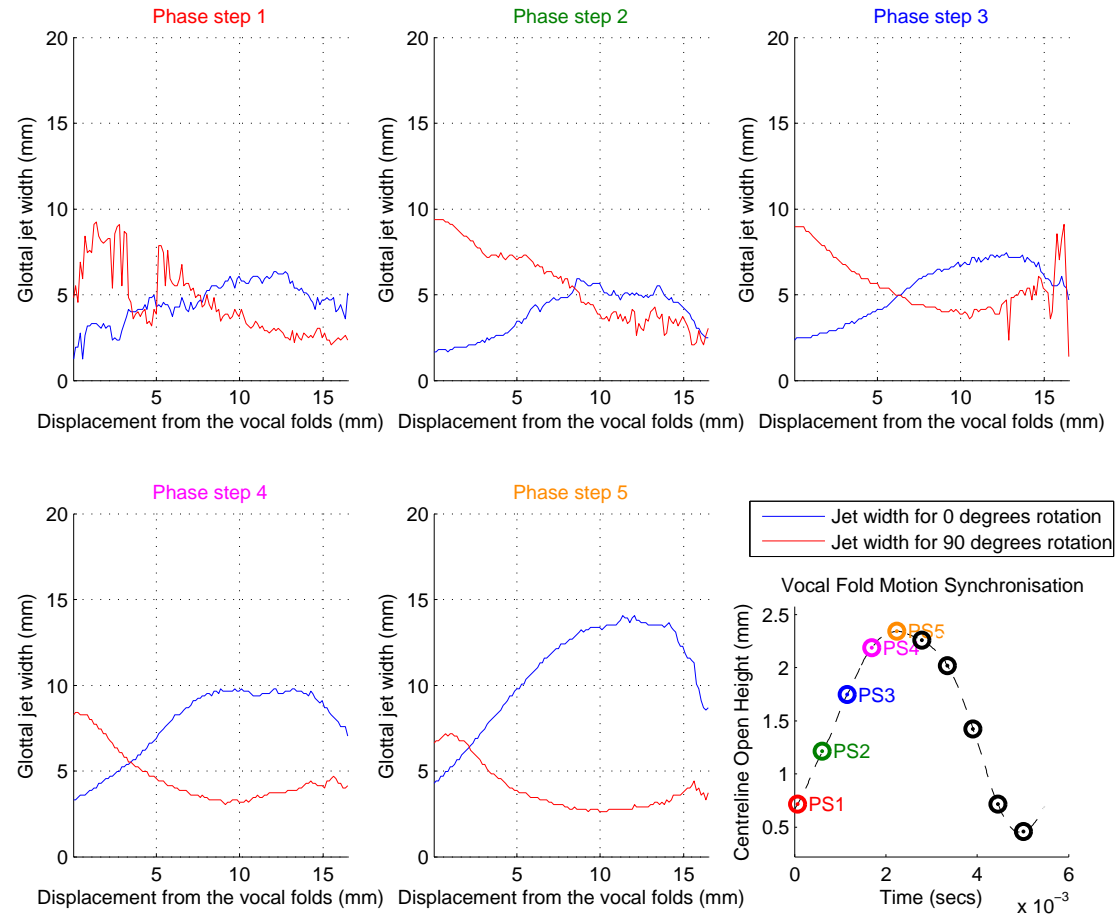 Phase step 1
Phase step 2
Phase step 3
20
15
10
5
0
5
10
15
Glottal jet width (mm)
Displacement from the vocal folds (mm)
20
15
10
5
0
5
10
15
Glottal jet width (mm)
Displacement from the vocal folds (mm)
20
15
10
5
0
5
10
15
Glottal jet width (mm)
Displacement from the vocal folds (mm)
Phase step 4
Phase step 5
20
15
10
5
0
5
10
15
Glottal jet width (mm)
Displacement from the vocal folds (mm)
20
15
10
5
0
5
10
15
Glottal jet width (mm)
Displacement from the vocal folds (mm)
Jet width for 0 degrees rotation
Jet width for 90 degrees rotation
Vocal Fold Motion Synchronisation
2.5
2
1.5
1
0.5
Centreline Open Height (mm)
PS1
PS2
PS3
PS4
PS5
0
2
4
6
Time (secs)
x 10⁻³